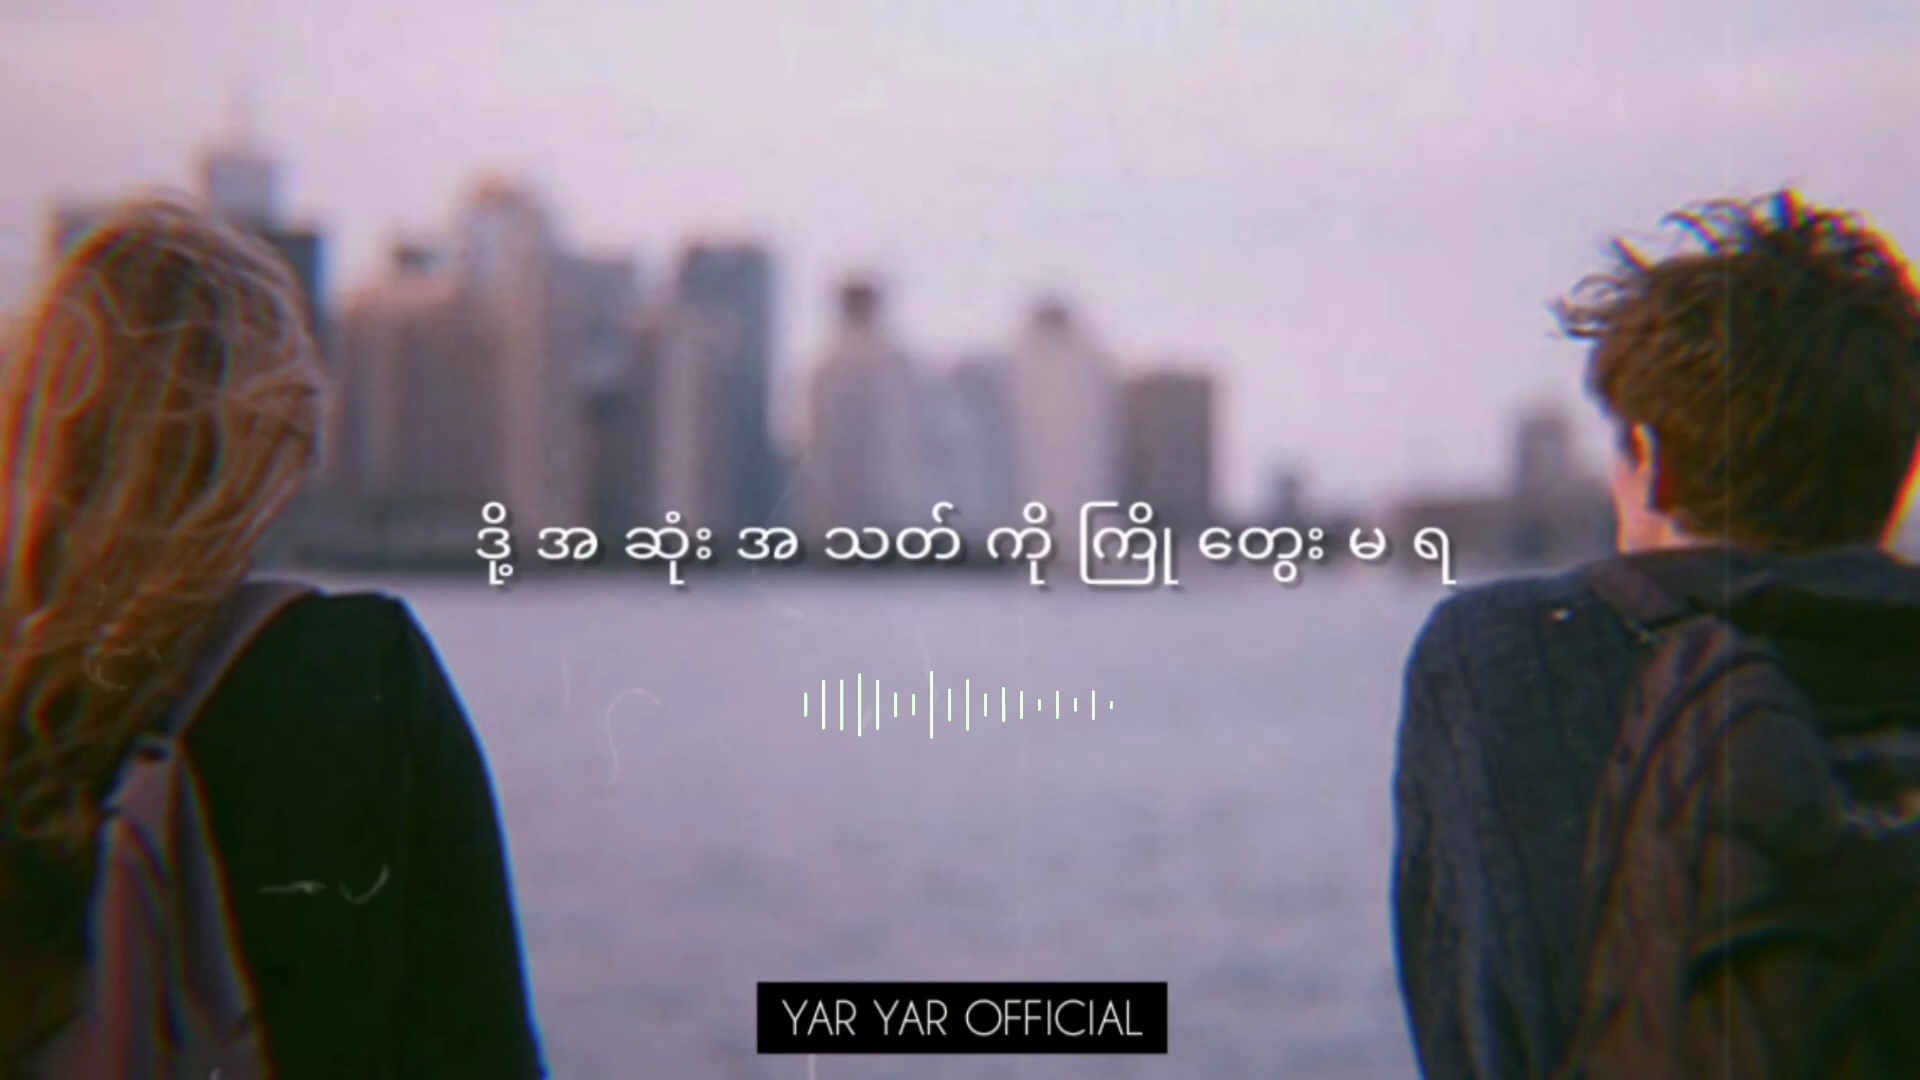 ဒို့ အ ဆုံး အ သတ် ကို ကြို တွေး မ ရ
YAR YAR OFFICIAL